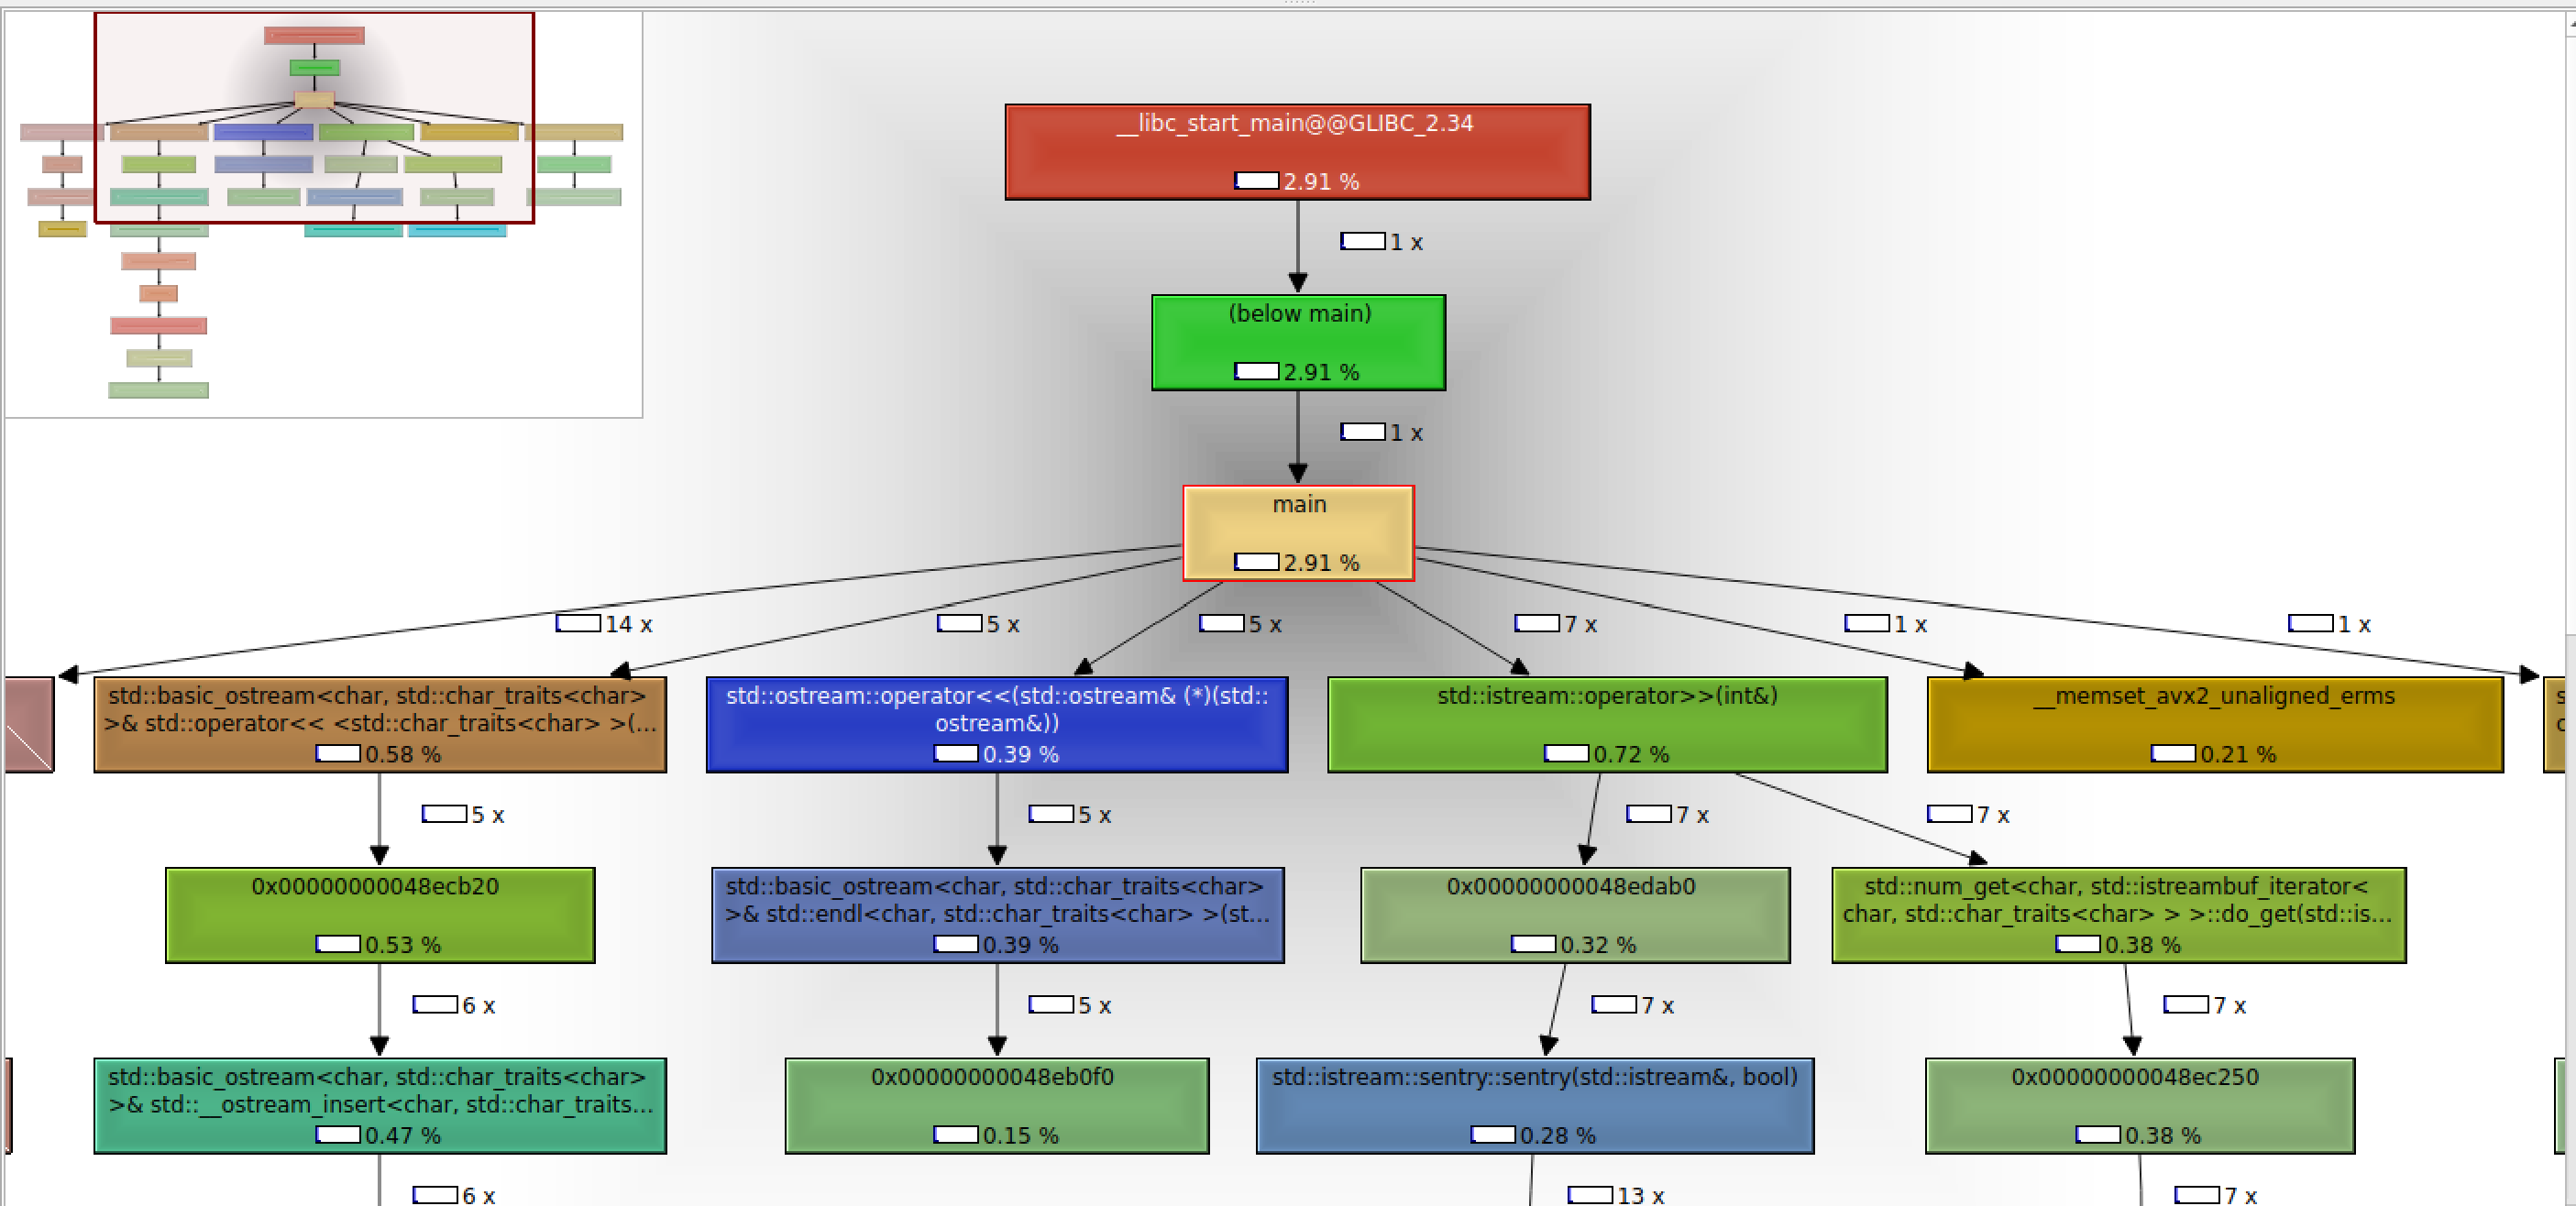 __libc_start_main@@GLIBC_2.34
2.91 %
1 x
(below main)
2.91 %
1 x
main
2.91 %
14 x
5 x
5 x
7 x
1 x
1 x
std::basic_ostream<char, std::char_traits<char>
>& std::operator<< <std::char_traits<char> >(...
0.58 %
std::ostream::operator<<(std::ostream& (*)(std::
ostream&))
0.39 %
std::istream::operator>>(int&)
0.72 %
__memset_avx2_unaligned_erms
0.21 %
s
c
5 x
5 x
7 x
7 x
0x00000000048ecb20
0.53 %
std::basic_ostream<char, std::char_traits<char>
>& std::endl<char, std::char_traits<char> >(st...
0.39 %
0x00000000048edab0
0.32 %
std::num_get<char, std::istreambuf_iterator<
char, std::char_traits<char> > >::do_get(std::is...
0.38 %
6 x
5 x
7 x
7 x
std::basic_ostream<char, std::char_traits<char>
>& std::__ostream_insert<char, std::char_traits...
0.47 %
0x00000000048eb0f0
0.15 %
std::istream::sentry::sentry(std::istream&, bool)
0.28 %
0x00000000048ec250
0.38 %
6 x
13 x
7 x